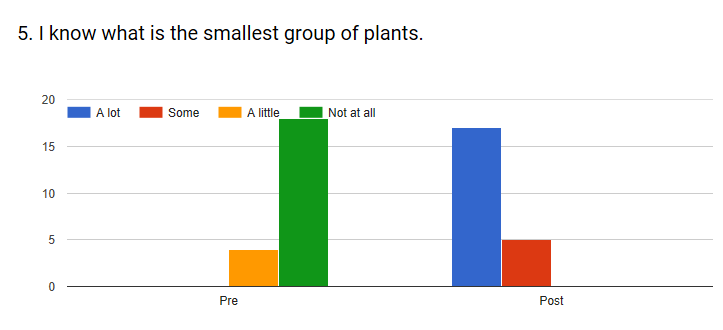 5. I know what is the smallest group of plants.
20
A lot Some A little Not at all
15
10
5
0
Pre Post